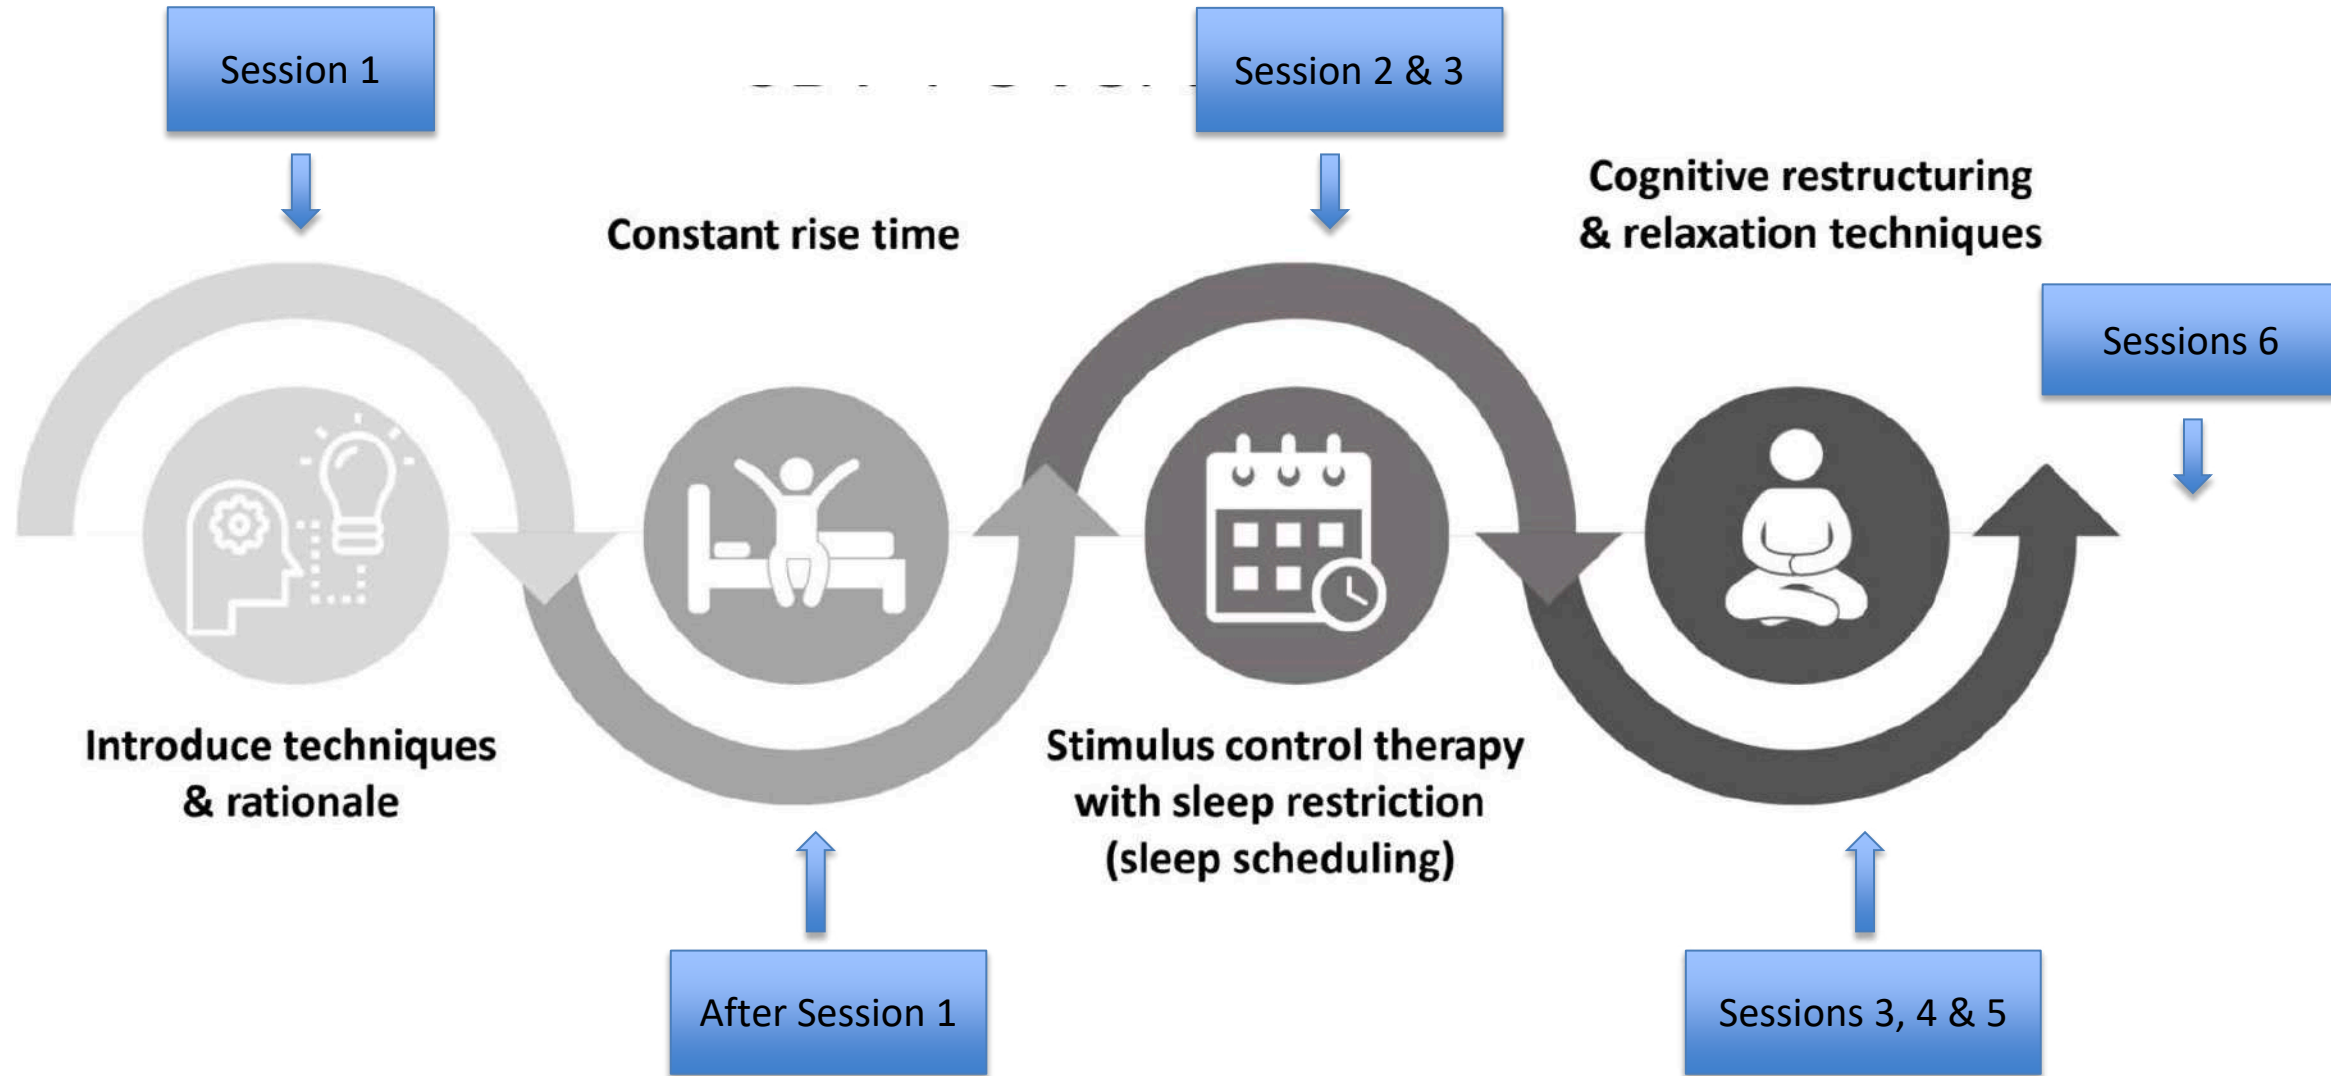 Session 1
Session 2 & 3
Cognitive restructuring
& relaxation techniques
Constant rise time
Sessions 6
Introduce techniques
& rationale
Stimulus control therapy
with sleep restriction
(sleep scheduling)
After Session 1
Sessions 3, 4 & 5